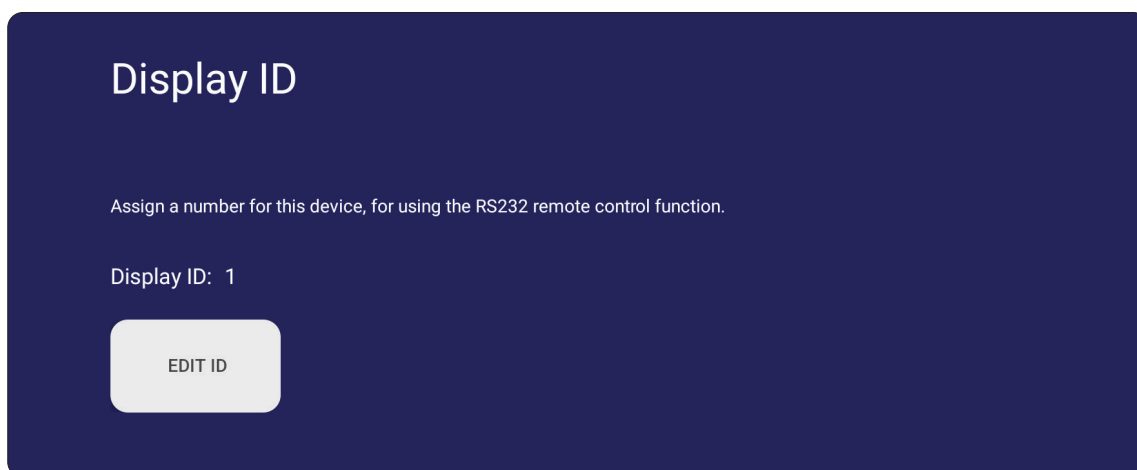 Display ID
Assign a number for this device, for using the RS232 remote control function.
Display ID: 1
EDIT ID